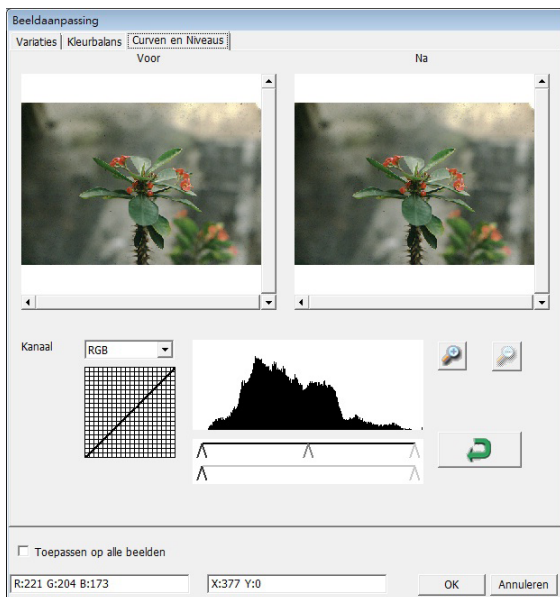 Beeldaanpassing
Variaties Kleurbalans Curven en Niveaus
Voor Na
Kanaal RGB
Toepassen op alle beelden
R:221 G:204 B:173 X:377 Y:0 OK Annuleren